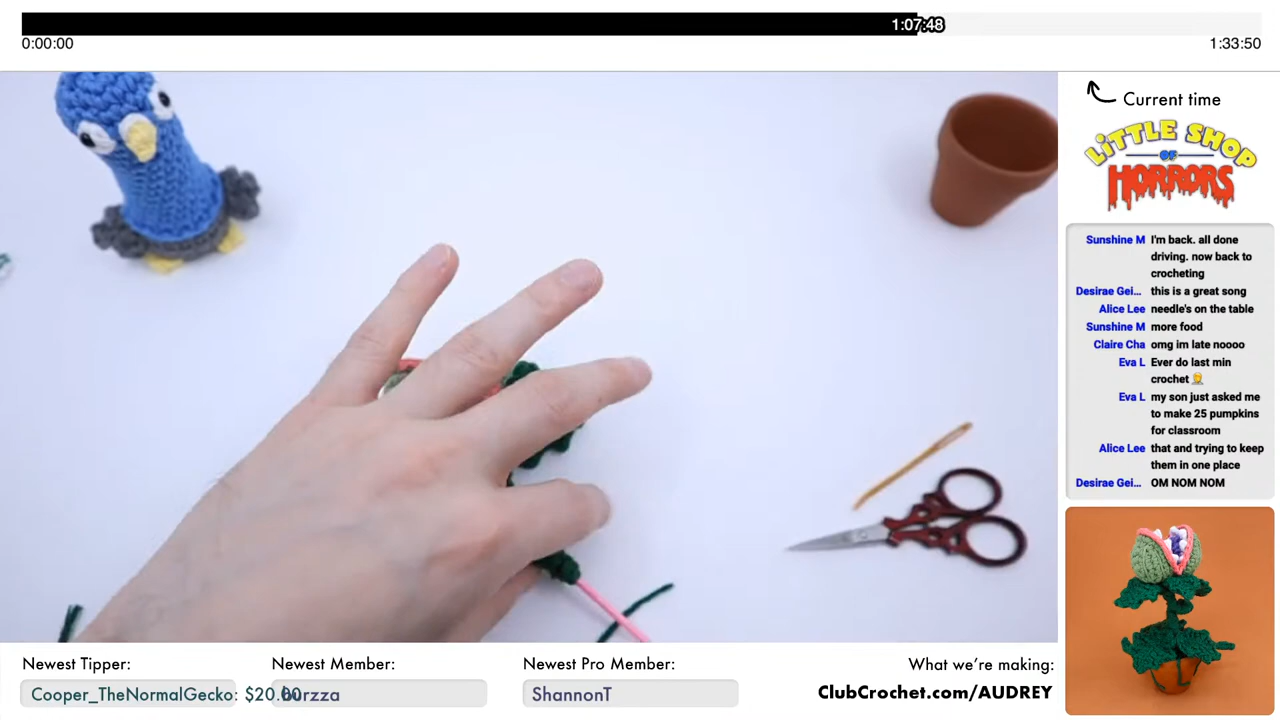 1:07:48
0:00:00
1:33:50
Current time
LiTTLE SHOP
OF
HORRORS
Sunshine M I'm back. all done
driving. now back to
crocheting
Desirae Gei... this is a great song
Alice Lee needle's on the table
Sunshine M more food
Claire Cha omg im late noooo
Eva L Ever do last min
crochet 🤦
Eva L my son just asked me
to make 25 pumpkins
for classroom
Alice Lee that and trying to keep
them in one place
Desirae Gei... OM NOM NOM
Newest Tipper:
Newest Member:
Newest Pro Member:
What we're making:
Cooper_TheNormalGecko: $20.00
ShannonT
ClubCrochet.com/AUDREY